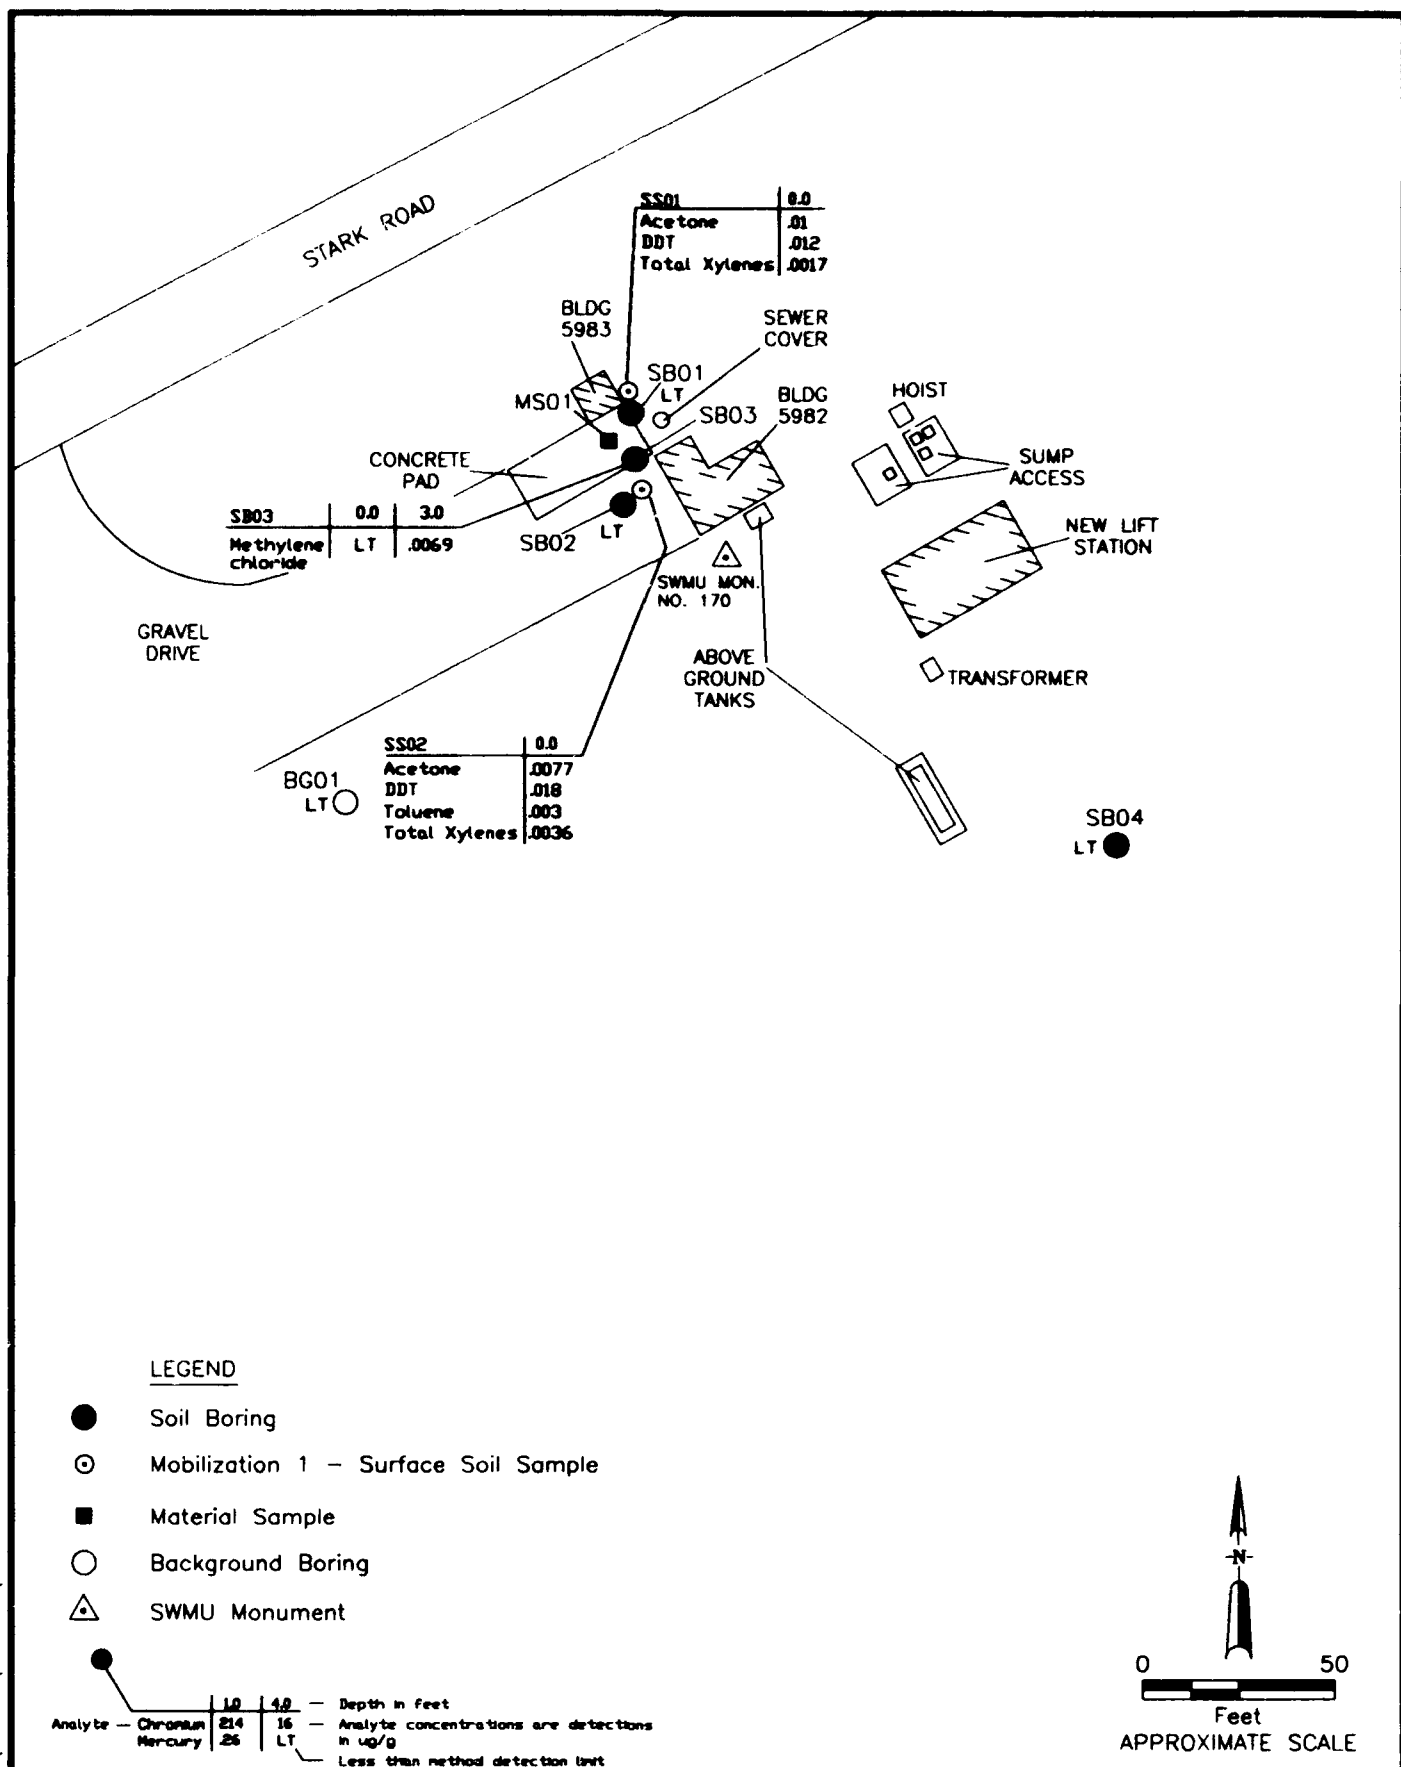 STARK ROAD
SS01 0.0
Acetone .01
DDT .012
Total Xylenes .0017
BLDG
5983
SEWER
COVER
SB01
LT
MS01
SB03
BLDG
5982
HOIST
SUMP
ACCESS
CONCRETE
PAD
SB03 0.0 3.0
Methylene LT .0069
chloride
SB02
LT
NEW LIFT
STATION
SWMU MON.
NO. 170
GRAVEL
DRIVE
ABOVE
GROUND
TANKS
TRANSFORMER
SS02 0.0
Acetone .0077
DDT .018
Toluene .003
Total Xylenes .0036
BG01
LT
SB04
LT
LEGEND
Soil Boring
Mobilization 1 – Surface Soil Sample
Material Sample
Background Boring
SWMU Monument
1.0 4.0 — Depth in feet
Analyte — Chromium 214 16 — Analyte concentrations are detections
Mercury .26 LT in ug/g
Less than method detection limit
N
0 50
Feet
APPROXIMATE SCALE